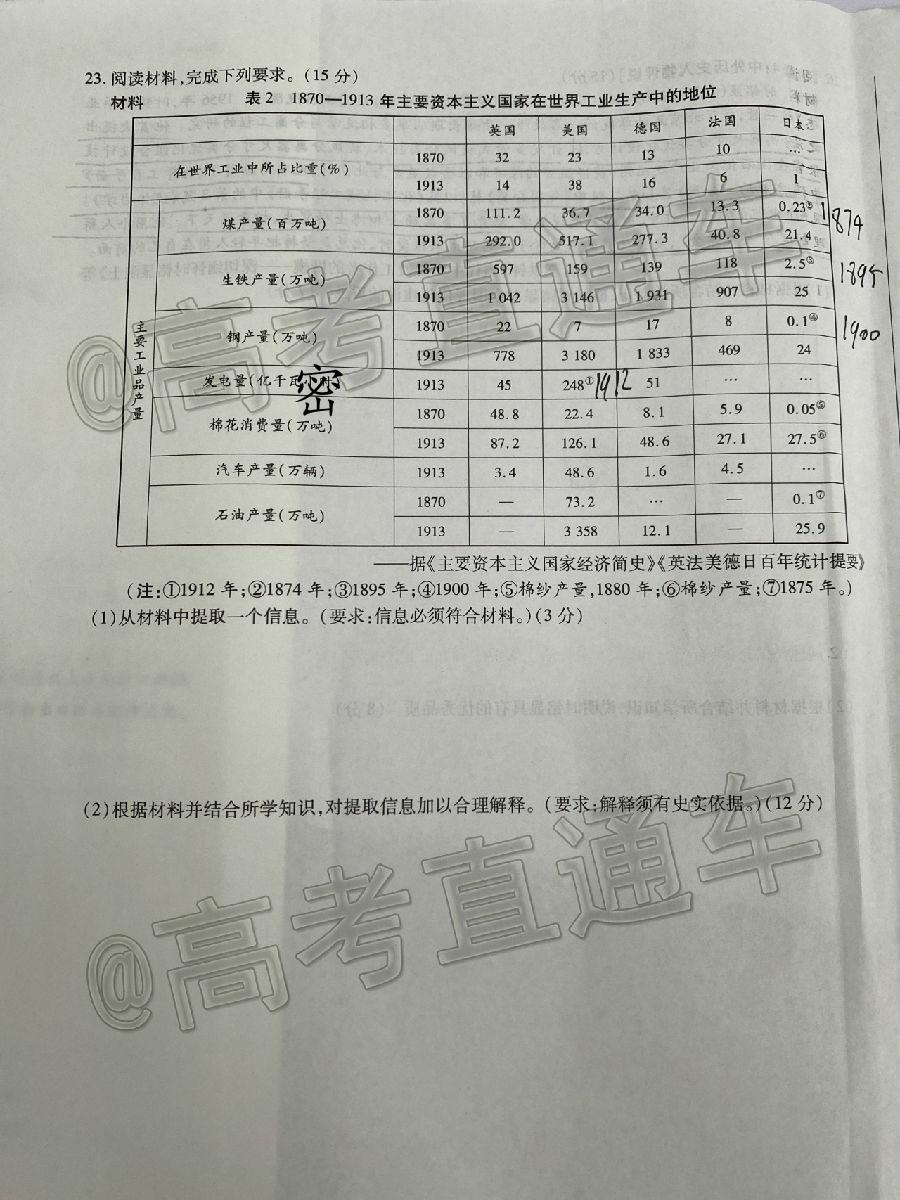 23. 阅读材料,完成下列要求。(15 分)
材料 表 2 1870—1913 年主要资本主义国家在世界工业生产中的地位
英国 美国 德国 法国 日本
在世界工业中所占比重(%) 1870 32 23 13 10 …
1913 14 38 16 6 1
主要工业品产量
煤产量(百万吨) 1870 111.2 36.7 34.0 13.3 0.23② 1874
1913 292.0 517.1 277.3 40.8 21.4
生铁产量(万吨) 1870 597 159 139 118 2.5③ 1895
1913 1 042 3 146 1 931 907 25
钢产量(万吨) 1870 22 7 17 8 0.1④ 1900
1913 778 3 180 1 833 469 24
发电量(亿千瓦 时) 1913 45 248① 1912 51 … …
密
棉花消费量(万吨) 1870 48.8 22.4 8.1 5.9 0.05⑤
1913 87.2 126.1 48.6 27.1 27.5⑥
汽车产量(万辆) 1913 3.4 48.6 1.6 4.5 …
石油产量(万吨) 1870 — 73.2 … — 0.1⑦
1913 — 3 358 12.1 — 25.9
——据《主要资本主义国家经济简史》《英法美德日百年统计提要》
(注:①1912 年;②1874 年;③1895 年;④1900 年;⑤棉纱产量,1880 年;⑥棉纱产量;⑦1875 年。)
(1)从材料中提取一个信息。(要求:信息必须符合材料。)(3 分)
(2)根据材料并结合所学知识,对提取信息加以合理解释。(要求:解释须有史实依据。)(12 分)
@高考直通车
@高考直通车